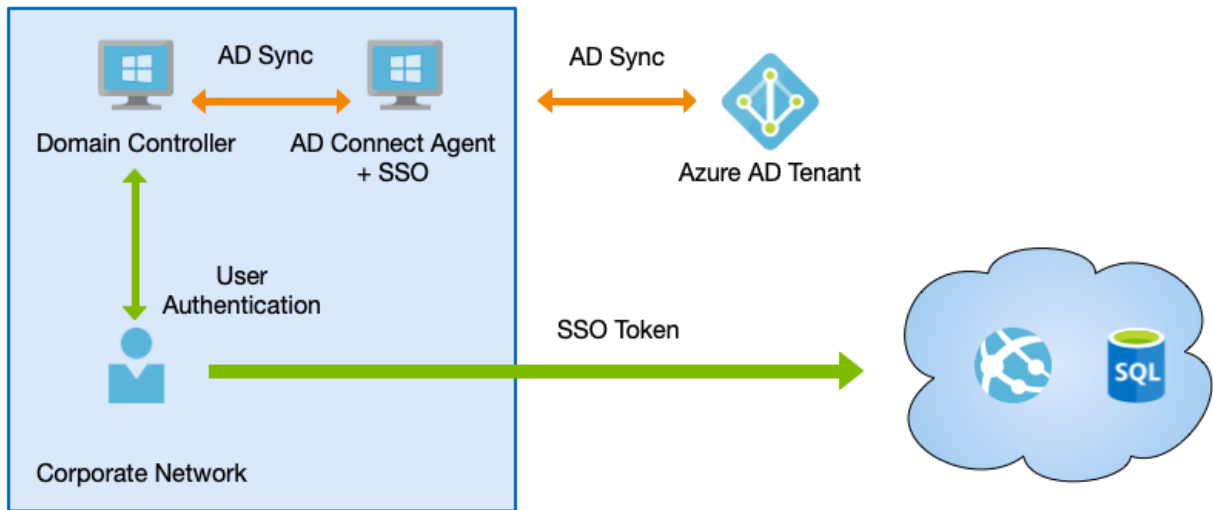 AD Sync
AD Sync
Domain Controller
AD Connect Agent
+ SSO
Azure AD Tenant
User
Authentication
SSO Token
SQL
Corporate Network